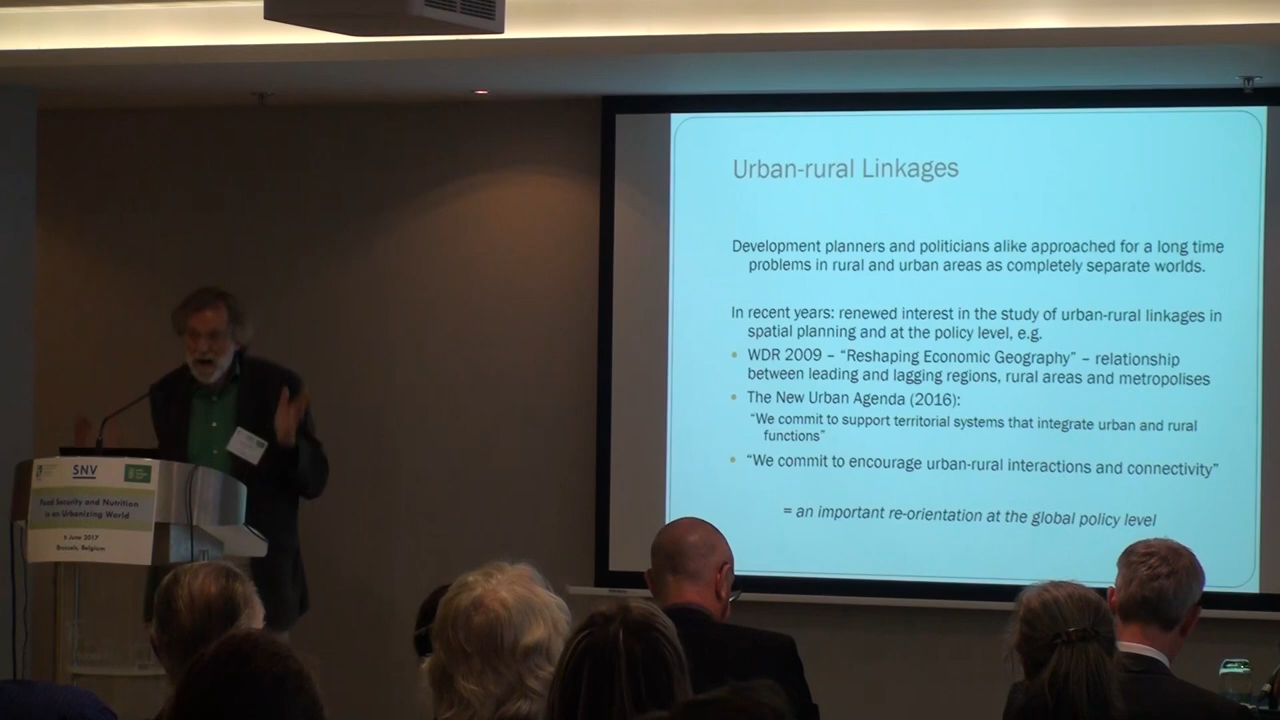 Urban-rural Linkages
Development planners and politicians alike approached for a long time
problems in rural and urban areas as completely separate worlds.
In recent years: renewed interest in the study of urban-rural linkages in
spatial planning and at the policy level, e.g.
• WDR 2009 – “Reshaping Economic Geography” – relationship
between leading and lagging regions, rural areas and metropolises
• The New Urban Agenda (2016):
“We commit to support territorial systems that integrate urban and rural
functions”
• “We commit to encourage urban-rural interactions and connectivity”
= an important re-orientation at the global policy level
SNV
Food Security and Nutrition
in an Urbanizing World
6 June 2017
Brussels, Belgium